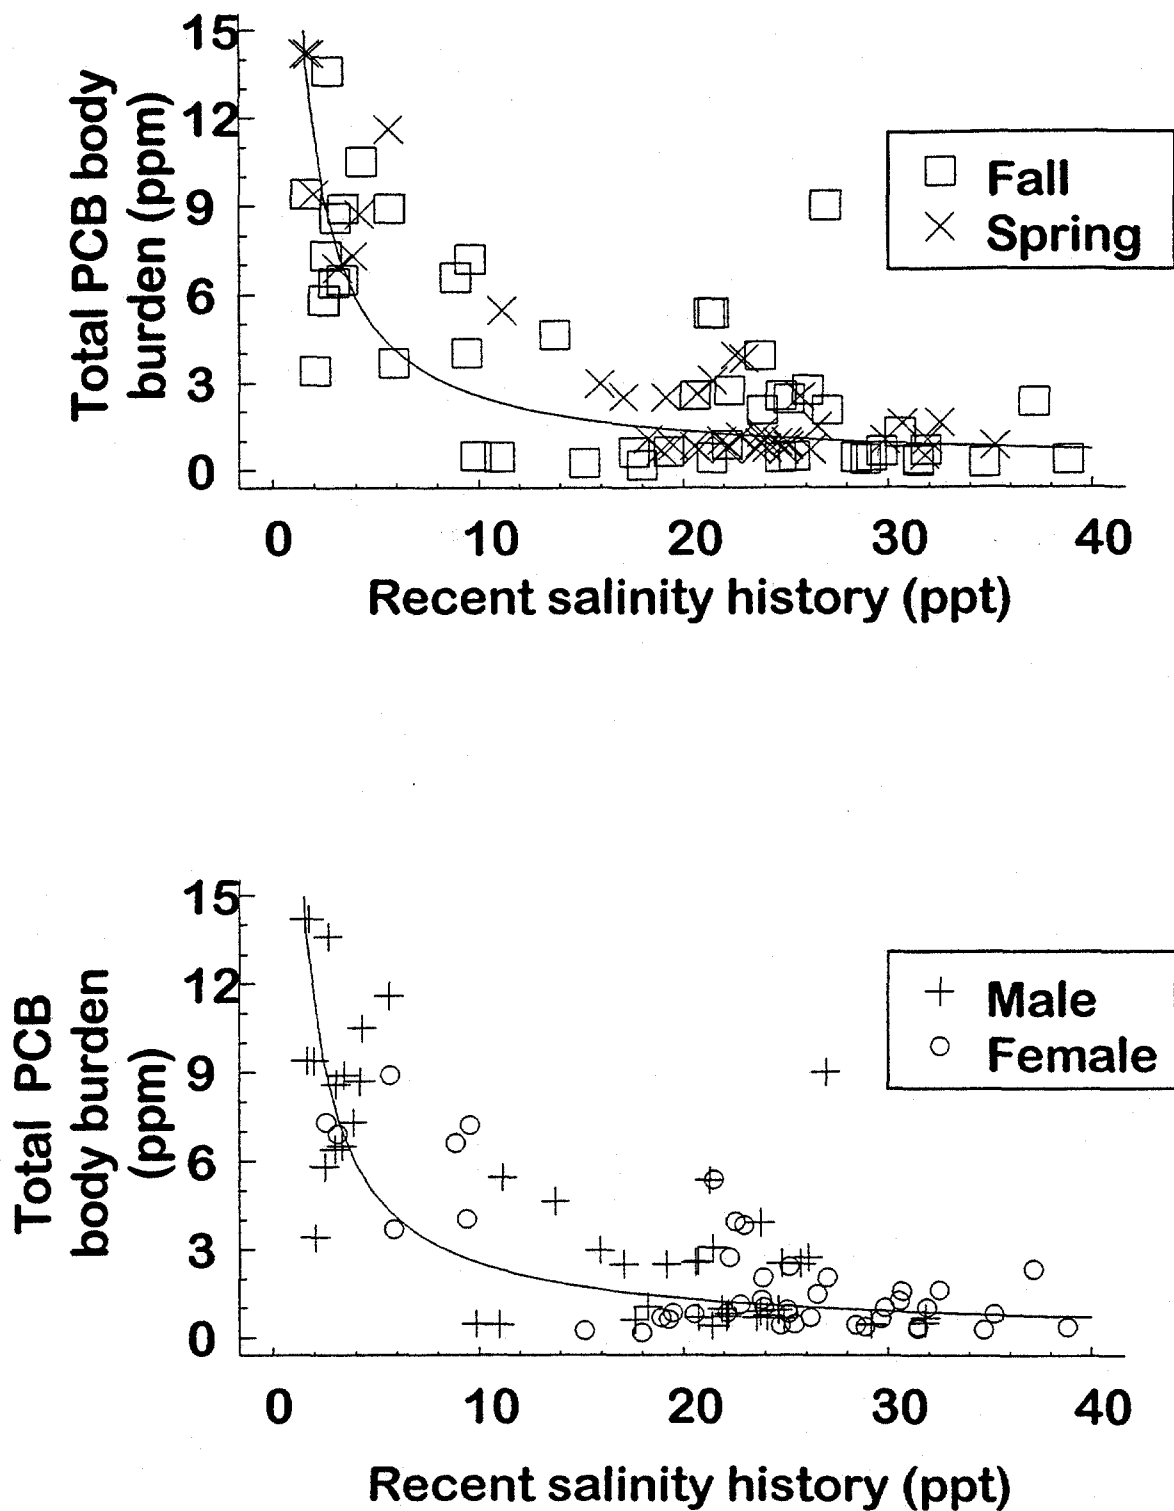 Total PCB body
burden (ppm)
15
12
9
6
3
0
Fall
Spring
0 10 20 30 40
Recent salinity history (ppt)
Total PCB
body burden
(ppm)
15
12
9
6
3
0
Male
Female
0 10 20 30 40
Recent salinity history (ppt)